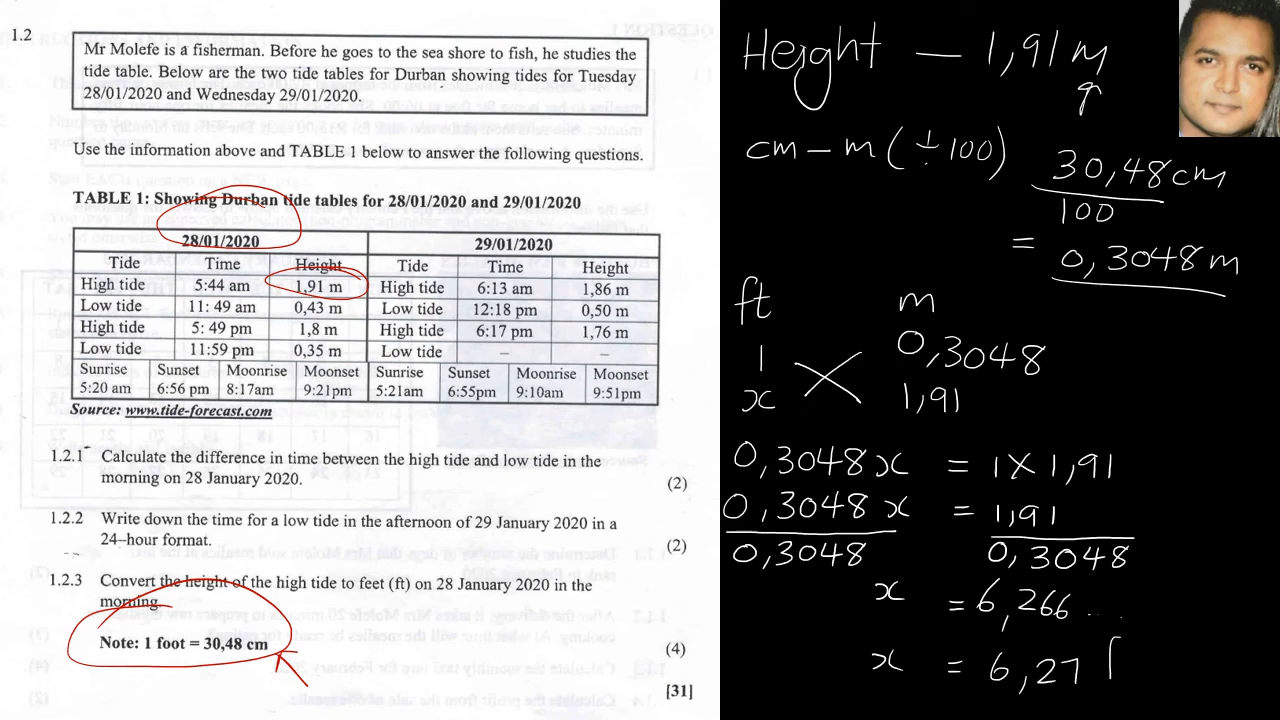 1.2
Mr Molefe is a fisherman. Before he goes to the sea shore to fish, he studies the
tide table. Below are the two tide tables for Durban showing tides for Tuesday
28/01/2020 and Wednesday 29/01/2020.
Use the information above and TABLE 1 below to answer the following questions.
TABLE 1: Showing Durban tide tables for 28/01/2020 and 29/01/2020
28/01/2020 29/01/2020
Tide Time Height Tide Time Height
High tide 5:44 am 1,91 m High tide 6:13 am 1,86 m
Low tide 11: 49 am 0,43 m Low tide 12:18 pm 0,50 m
High tide 5: 49 pm 1,8 m High tide 6:17 pm 1,76 m
Low tide 11:59 pm 0,35 m Low tide – –
Sunrise Sunset Moonrise Moonset Sunrise Sunset Moonrise Moonset
5:20 am 6:56 pm 8:17am 9:21pm 5:21am 6:55pm 9:10am 9:51pm
Source: www.tide-forecast.com
1.2.1 Calculate the difference in time between the high tide and low tide in the
morning on 28 January 2020.
(2)
1.2.2 Write down the time for a low tide in the afternoon of 29 January 2020 in a
24–hour format.
(2)
1.2.3 Convert the height of the high tide to feet (ft) on 28 January 2020 in the
morning.
Note: 1 foot = 30,48 cm
(4)
[31]
Height – 1,91 m
cm – m (÷ 100)
30,48 cm
100
= 0,3048 m
ft m
1 0,3048
x 1,91
0,3048 x = 1 x 1,91
0,3048 x = 1,91
0,3048 0,3048
x = 6,266 ...
x = 6,27